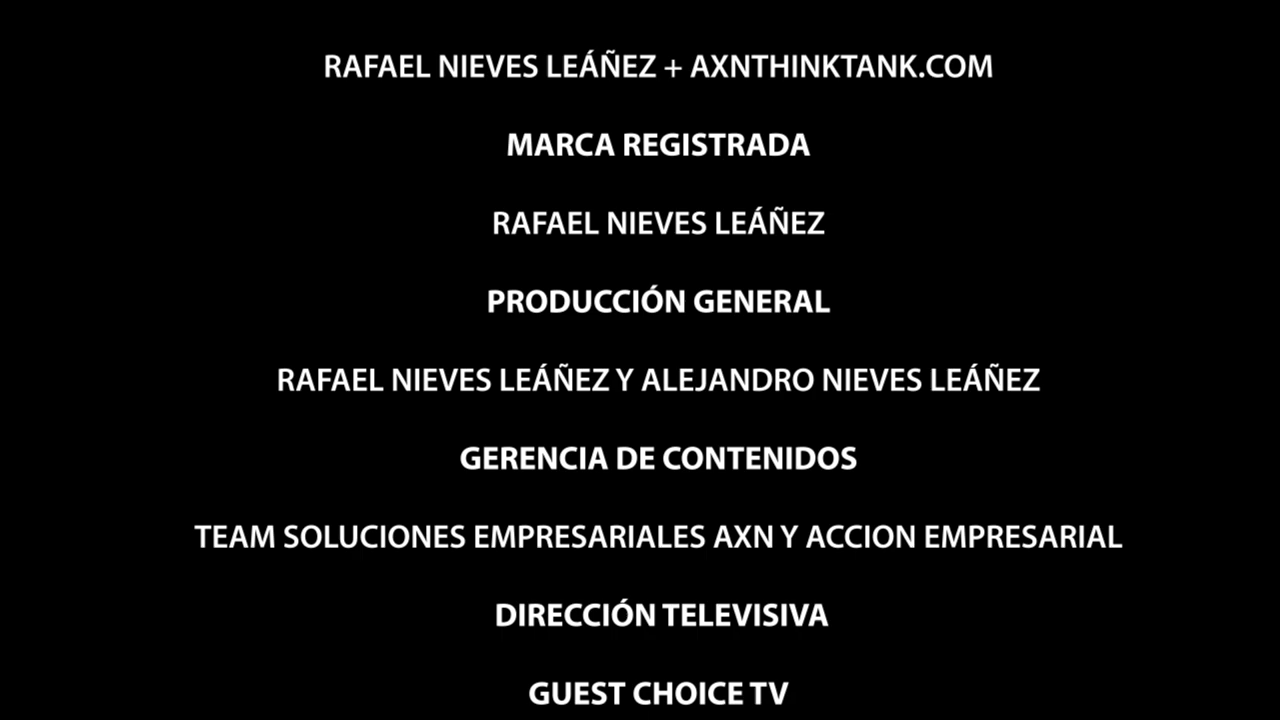 RAFAEL NIEVES LEÁÑEZ + AXNTHINKTANK.COM
MARCA REGISTRADA
RAFAEL NIEVES LEÁÑEZ
PRODUCCIÓN GENERAL
RAFAEL NIEVES LEÁÑEZ Y ALEJANDRO NIEVES LEÁÑEZ
GERENCIA DE CONTENIDOS
TEAM SOLUCIONES EMPRESARIALES AXN Y ACCION EMPRESARIAL
DIRECCIÓN TELEVISIVA
GUEST CHOICE TV